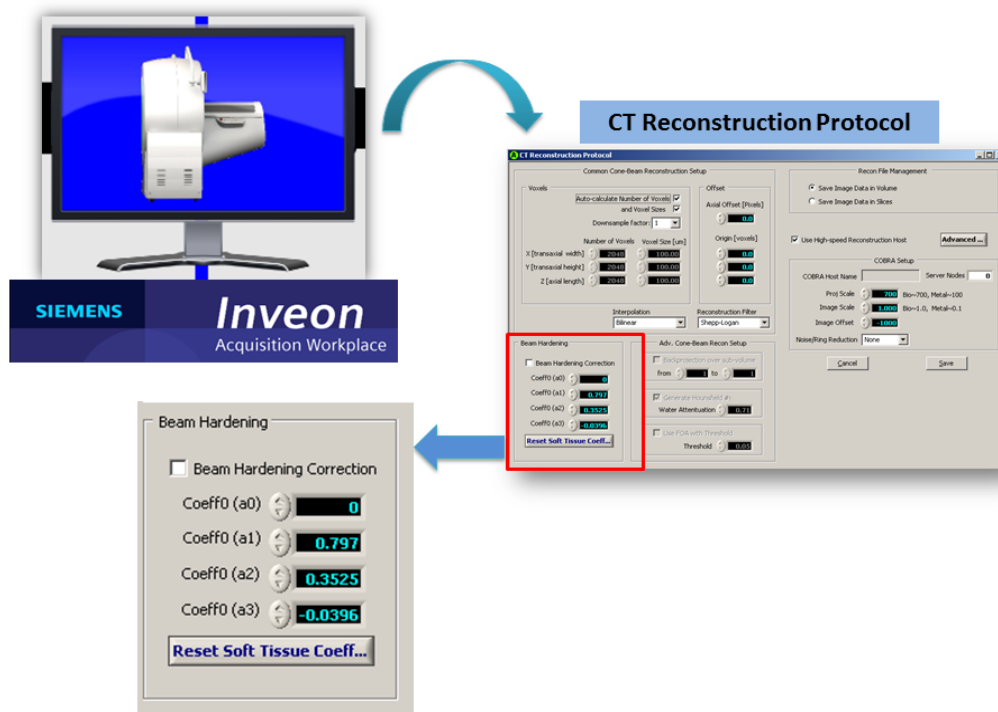 CT Reconstruction Protocol
SIEMENS
Inveon
Acquisition Workplace
CT Reconstruction Protocol
Common Cone-Beam Reconstruction Setup
Voxels
Auto-calculate Number of Voxels
and Voxel Sizes
Downsample factor: 1
Number of Voxels Voxel Size [um]
X [transaxial width] 2048 100.00
Y [transaxial height] 2048 100.00
Z [axial length] 2048 100.00
Offset
Axial Offset [Pixels]
0.0
Origin [voxels]
0.0
0.0
0.0
Interpolation
Bilinear
Reconstruction Filter
Shepp-Logan
Beam Hardening
Beam Hardening Correction
Coeff0 (a0) 0
Coeff0 (a1) 0.797
Coeff0 (a2) 0.3525
Coeff0 (a3) -0.0396
Reset Soft Tissue Coeff...
Adv. Cone-Beam Recon Setup
Backprojection over sub-volume
from 1 to 1
Generate Hounsfield #s
Water Attentuation 0.71
Use FOA with Threshold
Threshold 0.05
Recon File Management
Save Image Data in Volume
Save Image Data in Slices
Use High-speed Reconstruction Host
Advanced ...
COBRA Setup
COBRA Host Name Server Nodes 0
Proj Scale 700 Bio~700, Metal~100
Image Scale 1.000 Bio~1.0, Metal~0.1
Image Offset -1000
Noise/Ring Reduction None
Cancel Save
Beam Hardening
Beam Hardening Correction
Coeff0 (a0) 0
Coeff0 (a1) 0.797
Coeff0 (a2) 0.3525
Coeff0 (a3) -0.0396
Reset Soft Tissue Coeff...